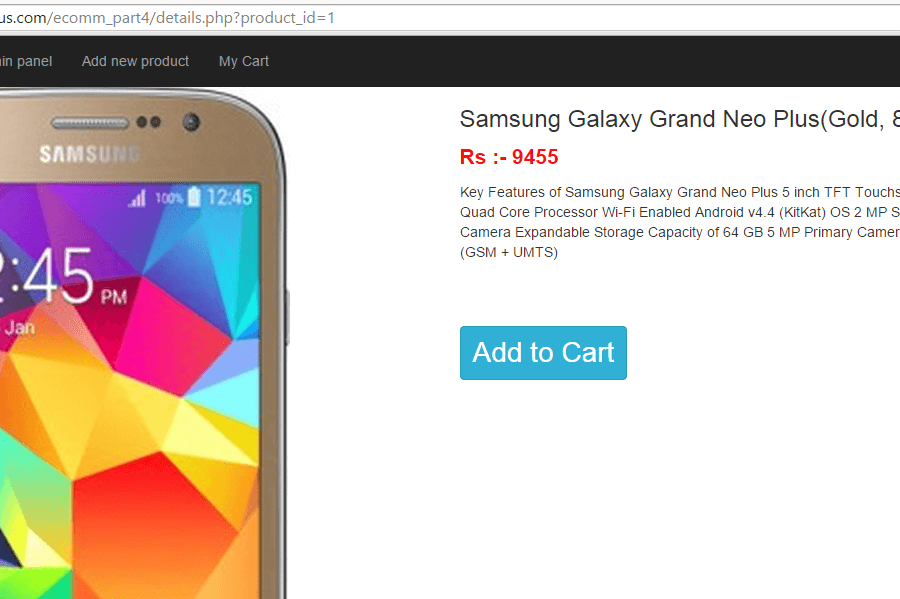 us.com/ecomm_part4/details.php?product_id=1
in panel Add new product My Cart
SAMSUNG
100% 12:45
:45 PM
Jan
Samsung Galaxy Grand Neo Plus(Gold, 8
Rs :- 9455
Key Features of Samsung Galaxy Grand Neo Plus 5 inch TFT Touchs
Quad Core Processor Wi-Fi Enabled Android v4.4 (KitKat) OS 2 MP S
Camera Expandable Storage Capacity of 64 GB 5 MP Primary Camer
(GSM + UMTS)
Add to Cart